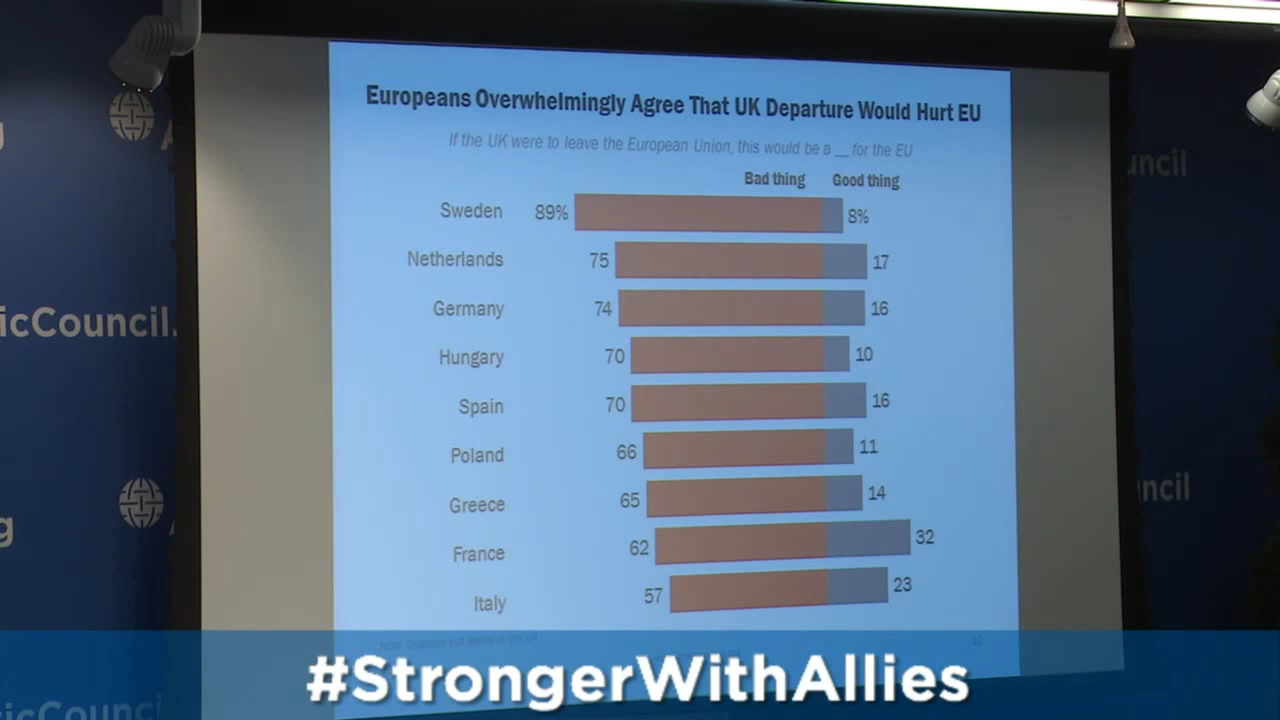 Europeans Overwhelmingly Agree That UK Departure Would Hurt EU
If the UK were to leave the European Union, this would be a __ for the EU
Bad thing Good thing
Sweden 89% 8%
Netherlands 75 17
Germany 74 16
Hungary 70 10
Spain 70 16
Poland 66 11
Greece 65 14
France 62 32
Italy 57 23
icCouncil.
uncil
g
ncil
icCounc
#StrongerWithAllies